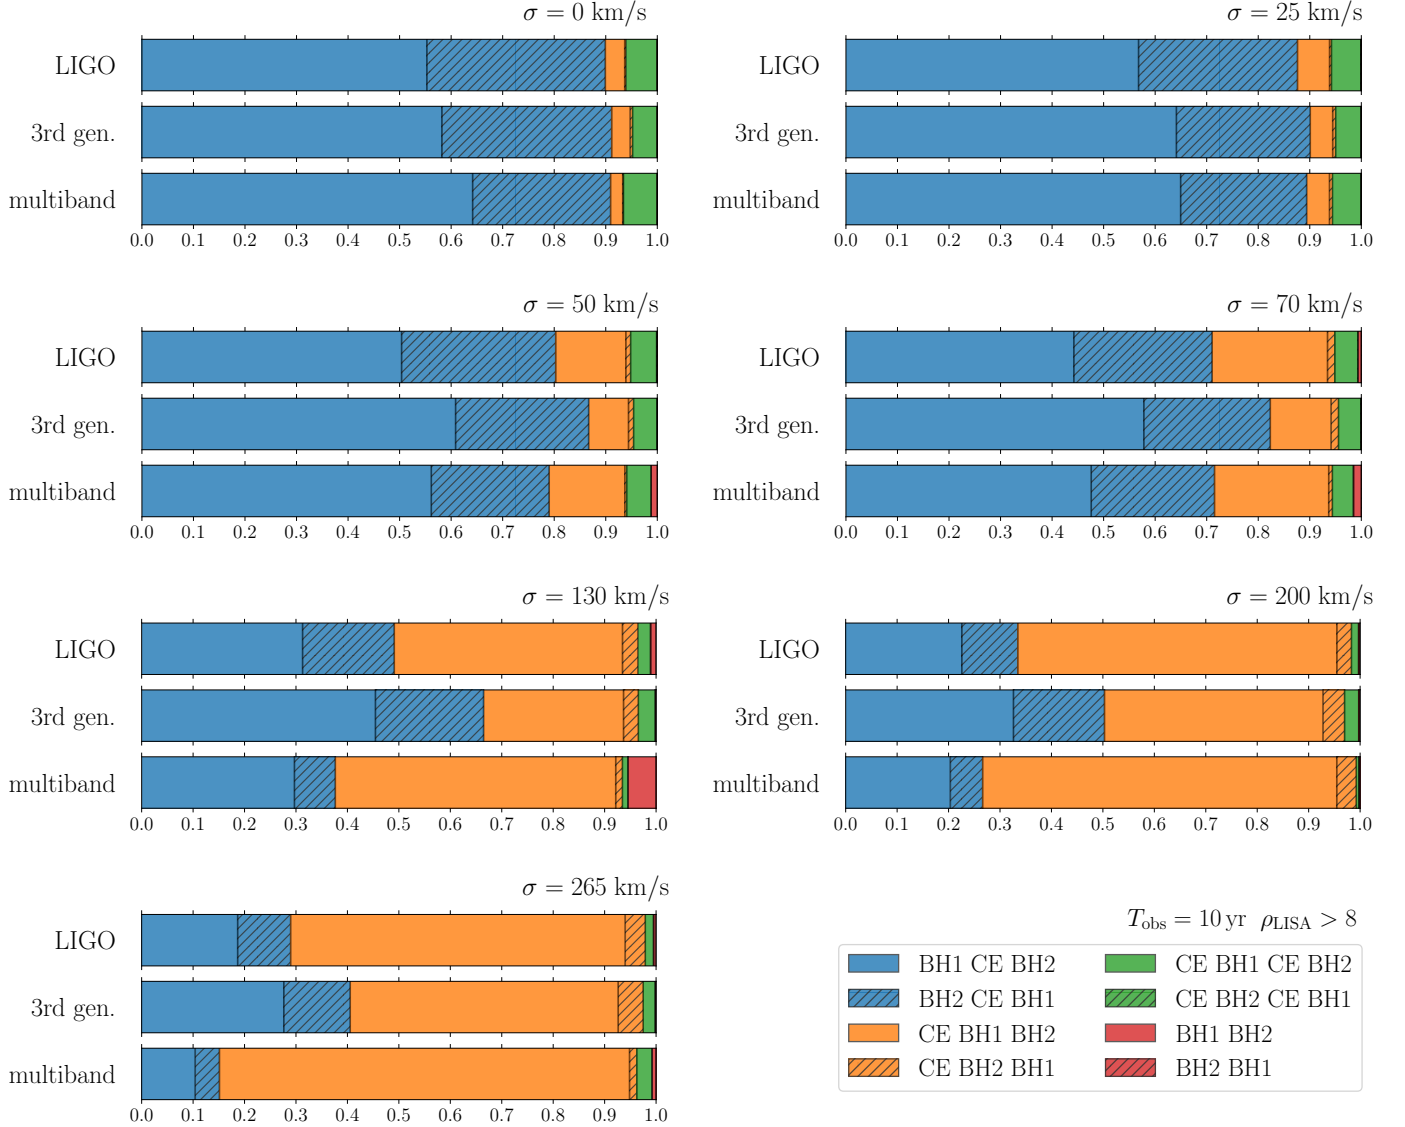 σ = 0 km/s
LIGO
3rd gen.
multiband
0.0 0.1 0.2 0.3 0.4 0.5 0.6 0.7 0.8 0.9 1.0
σ = 25 km/s
LIGO
3rd gen.
multiband
0.0 0.1 0.2 0.3 0.4 0.5 0.6 0.7 0.8 0.9 1.0
σ = 50 km/s
LIGO
3rd gen.
multiband
0.0 0.1 0.2 0.3 0.4 0.5 0.6 0.7 0.8 0.9 1.0
σ = 70 km/s
LIGO
3rd gen.
multiband
0.0 0.1 0.2 0.3 0.4 0.5 0.6 0.7 0.8 0.9 1.0
σ = 130 km/s
LIGO
3rd gen.
multiband
0.0 0.1 0.2 0.3 0.4 0.5 0.6 0.7 0.8 0.9 1.0
σ = 200 km/s
LIGO
3rd gen.
multiband
0.0 0.1 0.2 0.3 0.4 0.5 0.6 0.7 0.8 0.9 1.0
σ = 265 km/s
LIGO
3rd gen.
multiband
0.0 0.1 0.2 0.3 0.4 0.5 0.6 0.7 0.8 0.9 1.0
T_obs = 10 yr ρ_LISA > 8
BH1 CE BH2
BH2 CE BH1
CE BH1 BH2
CE BH2 BH1
CE BH1 CE BH2
CE BH2 CE BH1
BH1 BH2
BH2 BH1